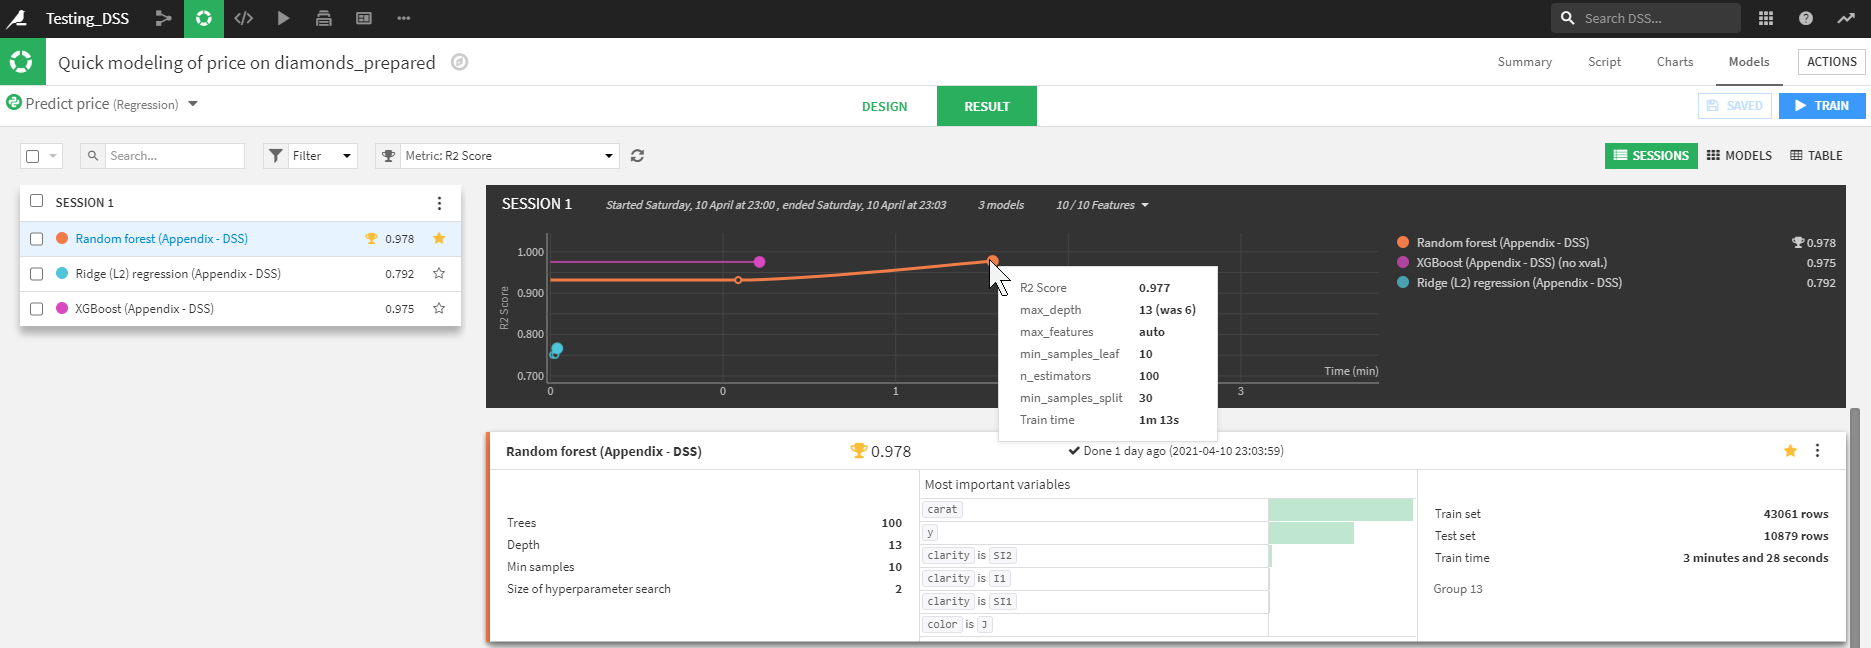 Testing_DSS
Search DSS...
Quick modeling of price on diamonds_prepared
Summary Script Charts Models ACTIONS
Predict price (Regression)
DESIGN RESULT
SAVED TRAIN
Search... Filter Metric: R2 Score
SESSIONS MODELS TABLE
SESSION 1
Random forest (Appendix - DSS) 0.978
Ridge (L2) regression (Appendix - DSS) 0.792
XGBoost (Appendix - DSS) 0.975
SESSION 1 Started Saturday, 10 April at 23:00 , ended Saturday, 10 April at 23:03 3 models 10 / 10 Features
R2 Score
1.000
0.900
0.800
0.700
0 0 1 3
Time (min)
Random forest (Appendix - DSS) 0.978
XGBoost (Appendix - DSS) (no xval.) 0.975
Ridge (L2) regression (Appendix - DSS) 0.792
R2 Score 0.977
max_depth 13 (was 6)
max_features auto
min_samples_leaf 10
n_estimators 100
min_samples_split 30
Train time 1m 13s
Random forest (Appendix - DSS) 0.978 Done 1 day ago (2021-04-10 23:03:59)
Trees 100
Depth 13
Min samples 10
Size of hyperparameter search 2
Most important variables
carat
y
clarity is SI2
clarity is I1
clarity is SI1
color is J
Train set 43061 rows
Test set 10879 rows
Train time 3 minutes and 28 seconds
Group 13